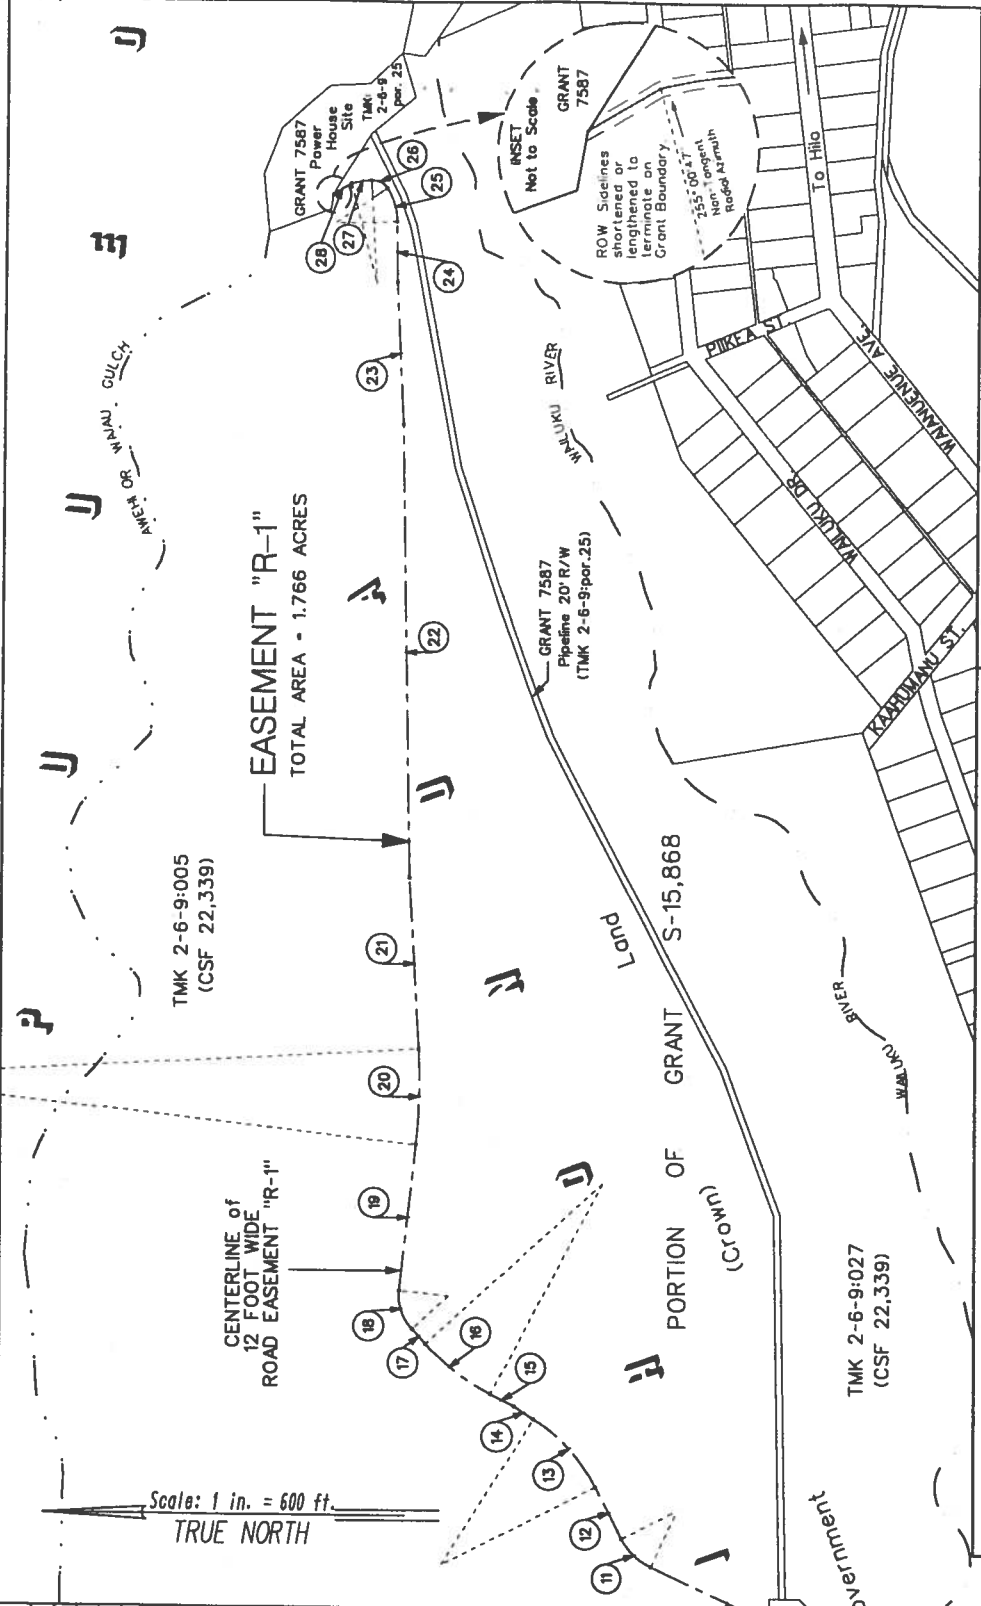 GRANT 7587
Power
House
Site
TMK
2-6-9
por. 25
INSET
Not to Scale
GRANT
7587
ROW Sidelines
shortened or
lengthened to
terminate on
Grant Boundary
255° 00' 47"
Non-Tangent
Radial Azimuth
To Hilo
28
27
26
25
24
23
22
21
20
19
18
17
16
15
14
13
12
11
OR WAIAU GULCH
WAILUKU RIVER
PIIKEA ST.
WAIANUENUE AVE.
WAILUKU DR.
KAAHUMANU ST.
EASEMENT "R-1"
TOTAL AREA = 1.766 ACRES
GRANT 7587
Pipeline 20' R/W
(TMK 2-6-9:por.25)
TMK 2-6-9:005
(CSF 22,339)
PORTION OF GRANT S-15,868
(Crown) Land
WAILUKU RIVER
CENTERLINE of
12 FOOT WIDE
ROAD EASEMENT "R-1"
TMK 2-6-9:027
(CSF 22,339)
Scale: 1 in. = 600 ft.
TRUE NORTH
overnment